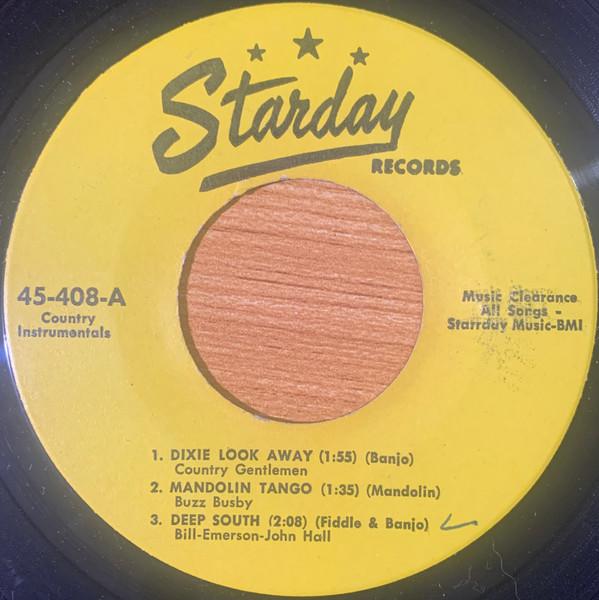 Starday
RECORDS
45-408-A
Country
Instrumentals
Music Clearance
All Songs -
Starrday Music-BMI
1. DIXIE LOOK AWAY (1:55) (Banjo)
Country Gentlemen
2. MANDOLIN TANGO (1:35) (Mandolin)
Buzz Busby
3. DEEP SOUTH (2:08) (Fiddle & Banjo)
Bill-Emerson-John Hall